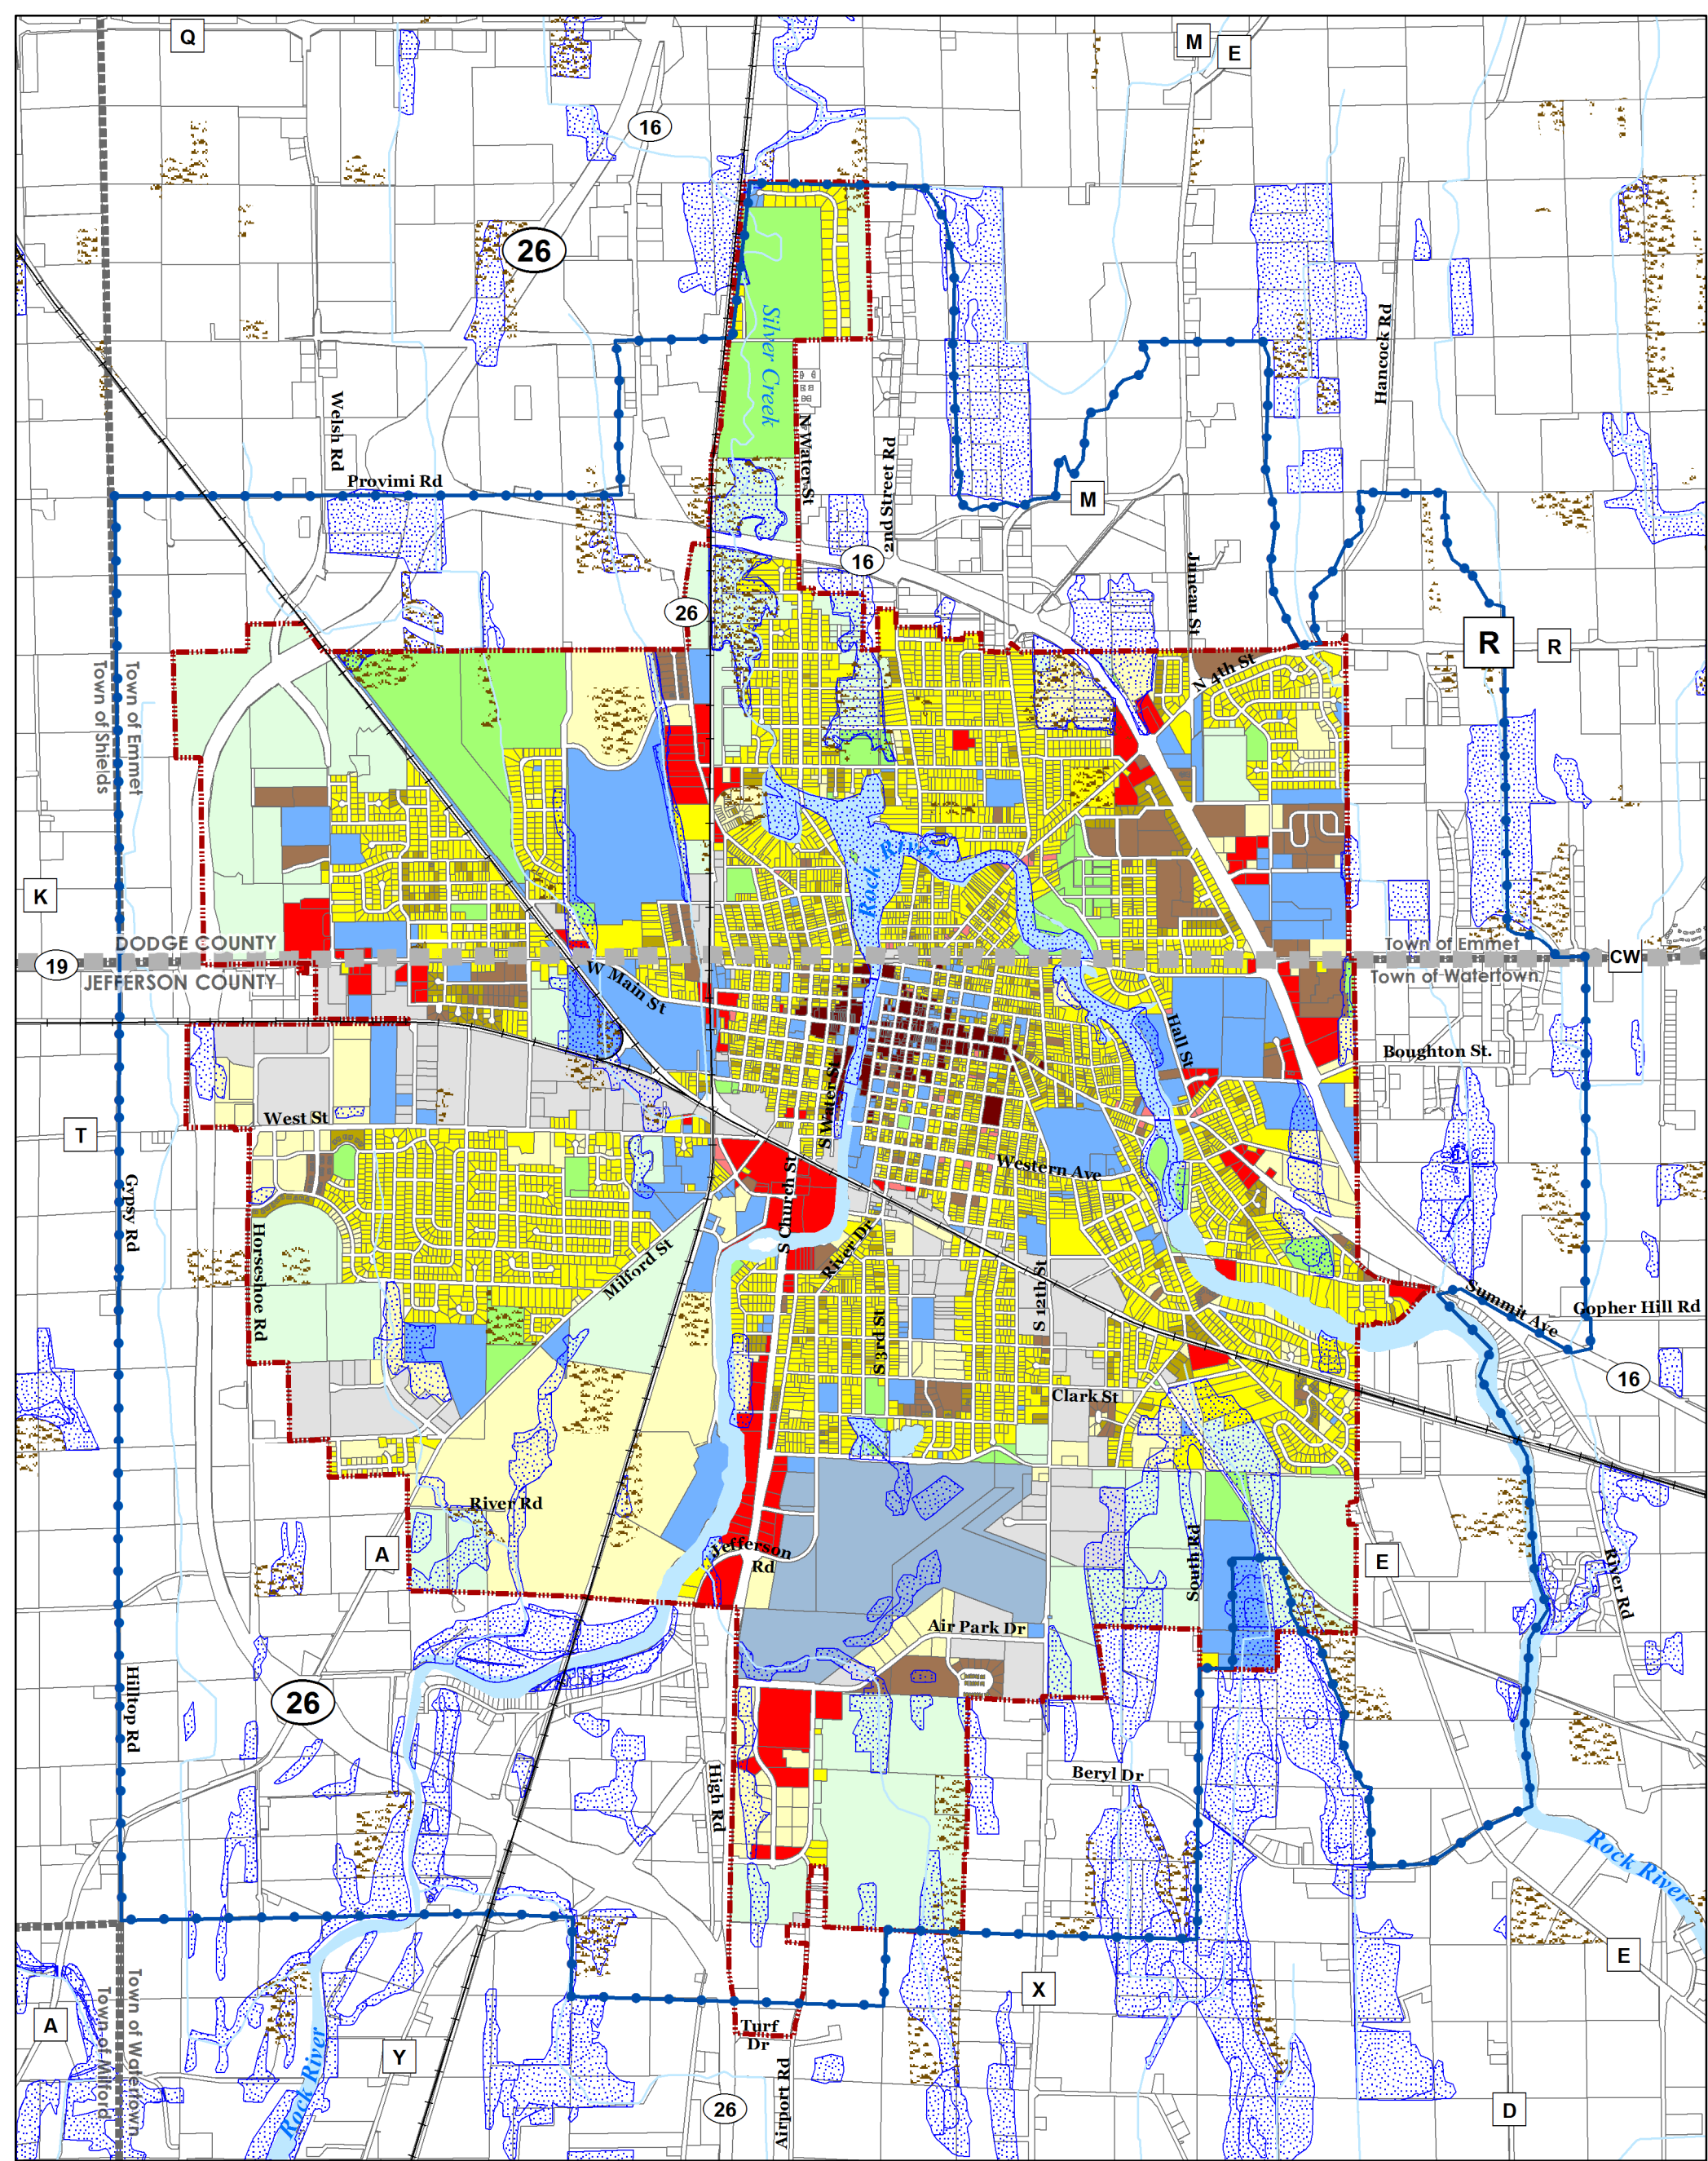 Q
M
E
16
26
Silver Creek
Hancock Rd
Welsh Rd
N Water St
2nd Street Rd
Provimi Rd
M
16
Juneau St
26
R
R
N 4th St
Town of Emmet
Town of Shields
K
Rock
River
19
DODGE COUNTY
JEFFERSON COUNTY
Town of Emmet
Town of Watertown
CW
W Main St
Hall St
Boughton St.
S Water St
West St
T
Western Ave
Gypsy Rd
S Church St
Horseshoe Rd
Milford St
River Dr
S 12th St
S 3rd St
Summit Ave
Gopher Hill Rd
16
Clark St
River Rd
A
Jefferson
Rd
South Rd
E
River Rd
Air Park Dr
Hilltop Rd
26
High Rd
Beryl Dr
Rock River
E
X
Town of Watertown
Town of Milford
A
Turf
Dr
Y
Rock River
Airport Rd
26
D